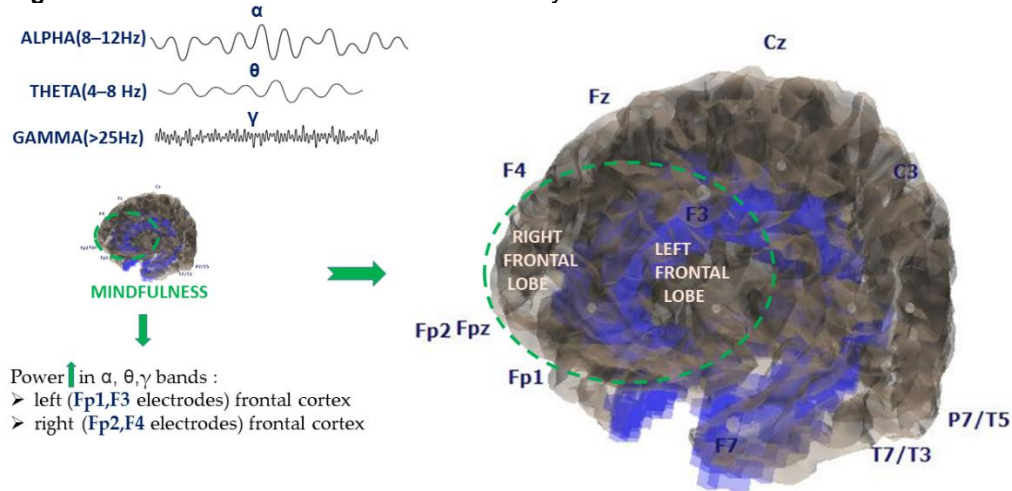 α
ALPHA(8–12Hz)
θ
THETA(4–8 Hz)
γ
GAMMA(>25Hz)
MINDFULNESS
Power in α, θ,γ bands :
➢ left (Fp1,F3 electrodes) frontal cortex
➢ right (Fp2,F4 electrodes) frontal cortex
Cz
Fz
F4
C3
F3
RIGHT
FRONTAL
LOBE
LEFT
FRONTAL
LOBE
Fp2 Fpz
Fp1
F7
P7/T5
T7/T3